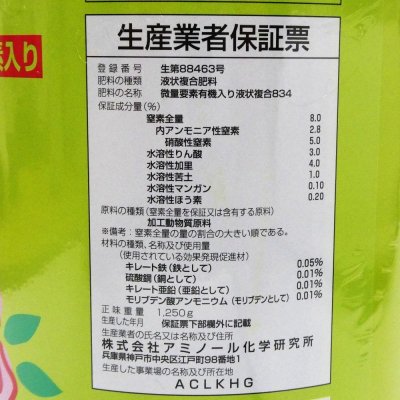 素入り
生産業者保証票
登録番号 生第88463号
肥料の種類 液状複合肥料
肥料の名称 微量要素有機入り液状複合834
保証成分量(%)
窒素全量 8.0
内アンモニア性窒素 2.8
硝酸性窒素 5.0
水溶性りん酸 3.0
水溶性加里 4.0
水溶性苦土 1.0
水溶性マンガン 0.10
水溶性ほう素 0.20
原料の種類(窒素全量を保証又は含有する原料)
加工動物質原料
※備考:窒素全量の量の割合の大きい順である。
材料の種類、名称及び使用量
(使用されている効果発現促進材)
キレート鉄(鉄として) 0.05%
硫酸銅(銅として) 0.01%
キレート亜鉛(亜鉛として) 0.01%
モリブデン酸アンモニウム(モリブデンとして) 0.01%
正味重量 1,250g
生産した年月 保証票下部欄外に記載
生産業者の氏名又は名称及び住所
株式会社アミノール化学研究所
兵庫県神戸市中央区江戸町98番地1
生産した事業場の名称及び所在地
ACLKHG